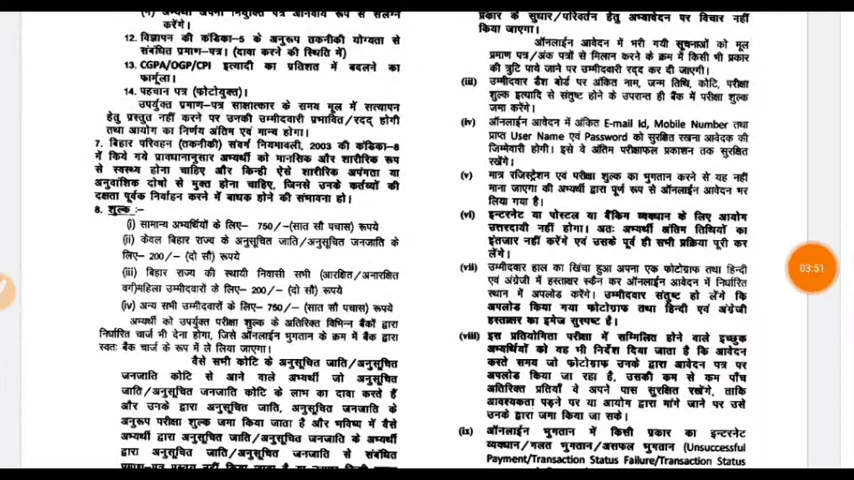 (ग) अभ्यर्थी अपना नियुक्ति पत्र अनिवार्य रूप से संलग्न
करेंगे।
12. विज्ञापन की कंडिका-5 के अनुरूप तकनीकी योग्यता से
संबंधित प्रमाण-पत्र। (दावा करने की स्थिति में)
13. CGPA/OGP/CPI इत्यादी का प्रतिशत में बदलने का
फार्मूला।
14. पहचान पत्र (फोटोयुक्त)।
उपर्युक्त प्रमाण-पत्र साक्षात्कार के समय मूल में सत्यापन
हेतु प्रस्तुत नहीं करने पर उनकी उम्मीदवारी प्रभावित/रदद् होगी
तथा आयोग का निर्णय अंतिम एवं मान्य होगा।
7. बिहार परिवहन (तकनीकी) संवर्ग नियमावली, 2003 की कंडिका-8
में किये गये प्रावधानानुसार अभ्यर्थी को मानसिक और शारीरिक रूप
से स्वस्थ होना चाहिए और किन्ही ऐसे शारीरिक अपंगता या
अनुवांशिक दोषो से मुक्त होना चाहिए, जिनसे उनके कर्तव्यों की
दक्षता पूर्वक निर्वाहन करने में बाधक होने की संभावना हो।
8. शुल्क :-
(i) सामान्य अभ्यर्थियों के लिए- 750/-(सात सौ पचास) रूपये
(ii) केवल बिहार राज्य के अनुसूचित जाति/अनुसूचित जनजाति के
लिए- 200/- (दो सौ) रूपये
(iii) बिहार राज्य की स्थायी निवासी सभी (आरक्षित/अनारक्षित
वर्ग)महिला उम्मीदवारों के लिए- 200/- (दो सौ) रूपये
(iv) अन्य सभी उम्मीदवारों के लिए- 750/- (सात सौ पचास) रूपये
अभ्यर्थी को उपर्युक्त परीक्षा शुल्क के अतिरिक्त विभिन्न बैंकों द्वारा
निर्धारित चार्ज भी देना होगा, जिसे ऑनलाईन भुगतान के क्रम में बैंक द्वारा
स्वतः बैंक चार्ज के रूप में ले लिया जाएगा।
वैसे सभी कोटि के अनुसूचित जाति/अनुसूचित
जनजाति कोटि से आने वाले अभ्यर्थी जो अनुसूचित
जाति/अनुसूचित जनजाति कोटि के लाभ का दावा करते हैं
और उनके द्वारा अनुसूचित जाति, अनुसूचित जनजाति के
अनुरूप परीक्षा शुल्क जमा किया जाता है और भविष्य में वैसे
अभ्यर्थी द्वारा अनुसूचित जाति/अनुसूचित जनजाति के अभ्यर्थी
द्वारा अनुसूचित जाति/अनुसूचित जनजाति से संबंधित
प्रमाण-पत्र प्रस्तुत नहीं किया जाता है या
प्रकार के सुधार/परिवर्तन हेतु अभ्यावेदन पर विचार नहीं
किया जाएगा।
ऑनलाईन आवेदन में भरी गयी सूचनाओं को मूल
प्रमाण पत्र/अंक पत्रों से मिलान करने के क्रम में किसी भी प्रकार
की त्रुटि पाये जाने पर उम्मीदवारी रदद् कर दी जाएगी।
(iii) उम्मीदवार डैश बोर्ड पर अंकित नाम, जन्म तिथि, कोटि, परीक्षा
शुल्क इत्यादि से संतुष्ट होने के उपरान्त ही बैंक में परीक्षा शुल्क
जमा करेंगे।
(iv) ऑनलाईन आवेदन में अंकित E-mail Id, Mobile Number तथा
प्राप्त User Name एवं Password को सुरक्षित रखना आवेदक की
जिम्मेवारी होगी। इसे वे अंतिम परीक्षाफल प्रकाशन तक सुरक्षित
रखेंगे।
(v) मात्र रजिस्ट्रेशन एवं परीक्षा शुल्क का भुगतान करने से यह नहीं
माना जाएगा की अभ्यर्थी द्वारा पूर्ण रूप से ऑनलाईन आवेदन भर
लिया गया है।
(vi) इन्टरनेट या पोस्टल या बैंकिंग व्यवधान के लिए आयोग
उत्तरदायी नहीं होगा। अतः अभ्यर्थी अंतिम तिथियों का
इंतजार नहीं करेंगे एवं उसके पूर्व ही सभी प्रक्रिया पूरी कर
लेंगे।
(vii) उम्मीदवार हाल का खिंचा हुआ अपना एक फोटोग्राफ तथा हिन्दी
एवं अंग्रेजी में हस्ताक्षर स्कैन कर ऑनलाईन आवेदन में निर्धारित
स्थान में अपलोड करेंगे। उम्मीदवार संतुष्ट हो लेंगे कि
अपलोड किया गया फोटोग्राफ तथा हिन्दी एवं अंग्रेजी
हस्ताक्षर का इमेज सुस्पष्ट है।
(viii) इस प्रतियोगिता परीक्षा में सम्मिलित होने वाले इच्छुक
अभ्यर्थियों को यह भी निर्देश दिया जाता है कि आवेदन
करते समय जो फोटोग्राफ उनके द्वारा आवेदन पत्र पर
अपलोड किया जा रहा है, उसकी कम से कम पाँच
अतिरिक्त प्रतियाँ वे अपने पास सुरक्षित रखेंगे, ताकि
आवश्यकता पड़ने पर या आयोग द्वारा मांगे जाने पर उसे
उनके द्वारा जमा किया जा सके।
(ix) ऑनलाईन भुगतान में किसी प्रकार का इन्टरनेट
व्यवधान/गलत भुगतान/असफल भुगतान (Unsuccessful
Payment/Transaction Status Failure/Transaction Status
03:51